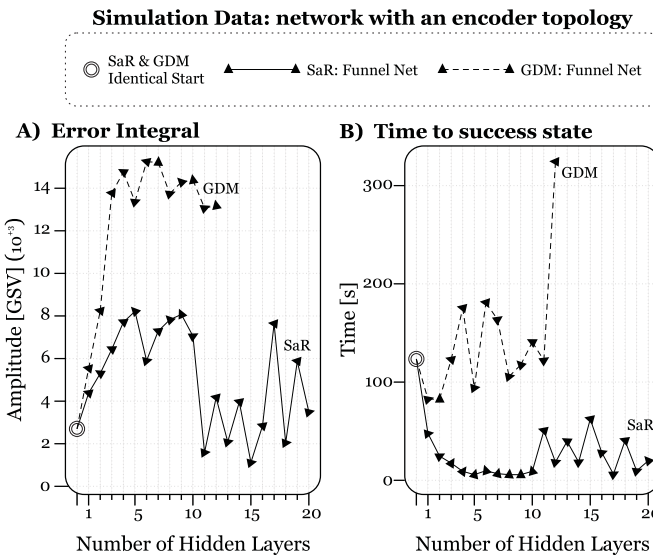 Simulation Data: network with an encoder topology
SaR & GDM
Identical Start
SaR: Funnel Net
GDM: Funnel Net
A) Error Integral
B) Time to success state
Amplitude [GSV] (10⁺³)
14
12
10
8
6
4
2
0
GDM
SaR
1
5
10
20
Number of Hidden Layers
Time [s]
300
200
100
0
GDM
SaR
1
5
10
20
Number of Hidden Layers